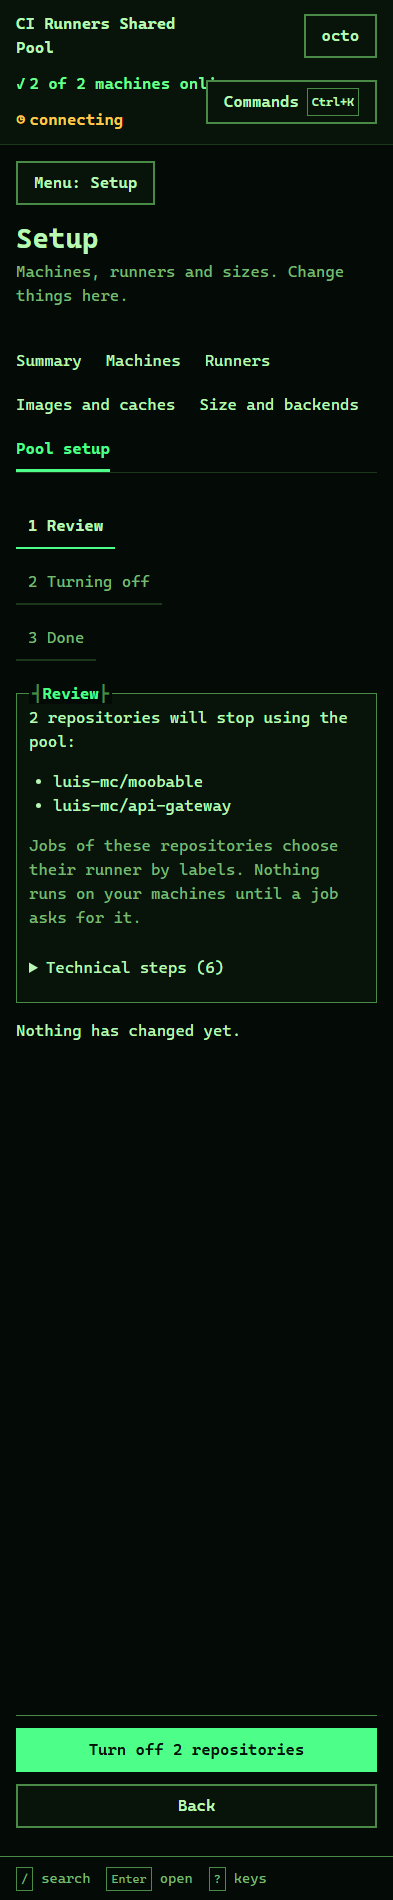 CI Runners Shared
Pool
octo
√ 2 of 2 machines
Commands Ctrl+K
connecting
Menu: Setup
Setup
Machines, runners and sizes. Change
things here.
Summary Machines Runners
Images and caches Size and backends
Pool setup
1 Review
2 Turning off
3 Done
Review
2 repositories will stop using the
pool:
• luis-mc/moobable
• luis-mc/api-gateway
Jobs of these repositories choose
their runner by labels. Nothing
runs on your machines until a job
asks for it.
▶ Technical steps (6)
Nothing has changed yet.
Turn off 2 repositories
Back
/ search Enter open ? keys